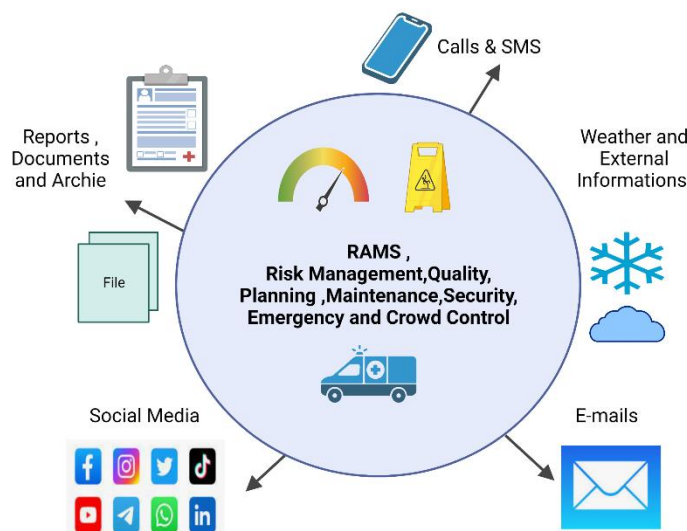 Calls & SMS
Reports ,
Documents
and Archie
Weather and
External
Informations
File
RAMS ,
Risk Management,Quality,
Planning ,Maintenance,Security,
Emergency and Crowd Control
Social Media
E-mails
in